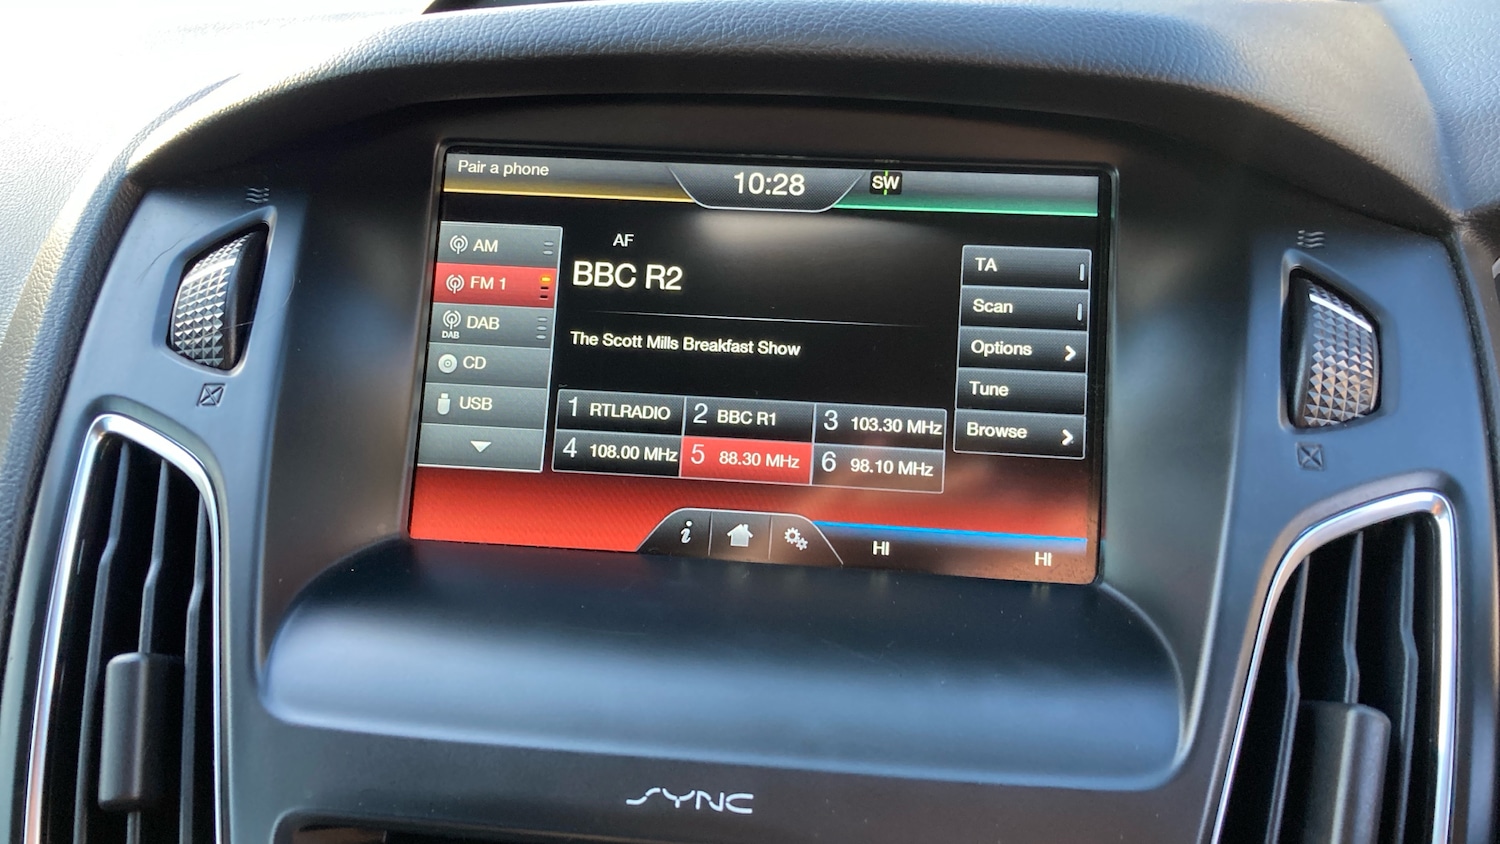 Pair a phone
10:28
SW
AM
FM 1
DAB
DAB
CD
USB
AF
BBC R2
The Scott Mills Breakfast Show
1 RTLRADIO
2 BBC R1
3 103.30 MHz
4 108.00 MHz
5 88.30 MHz
6 98.10 MHz
TA
Scan
Options
Tune
Browse
i
HI
HI
SYNC